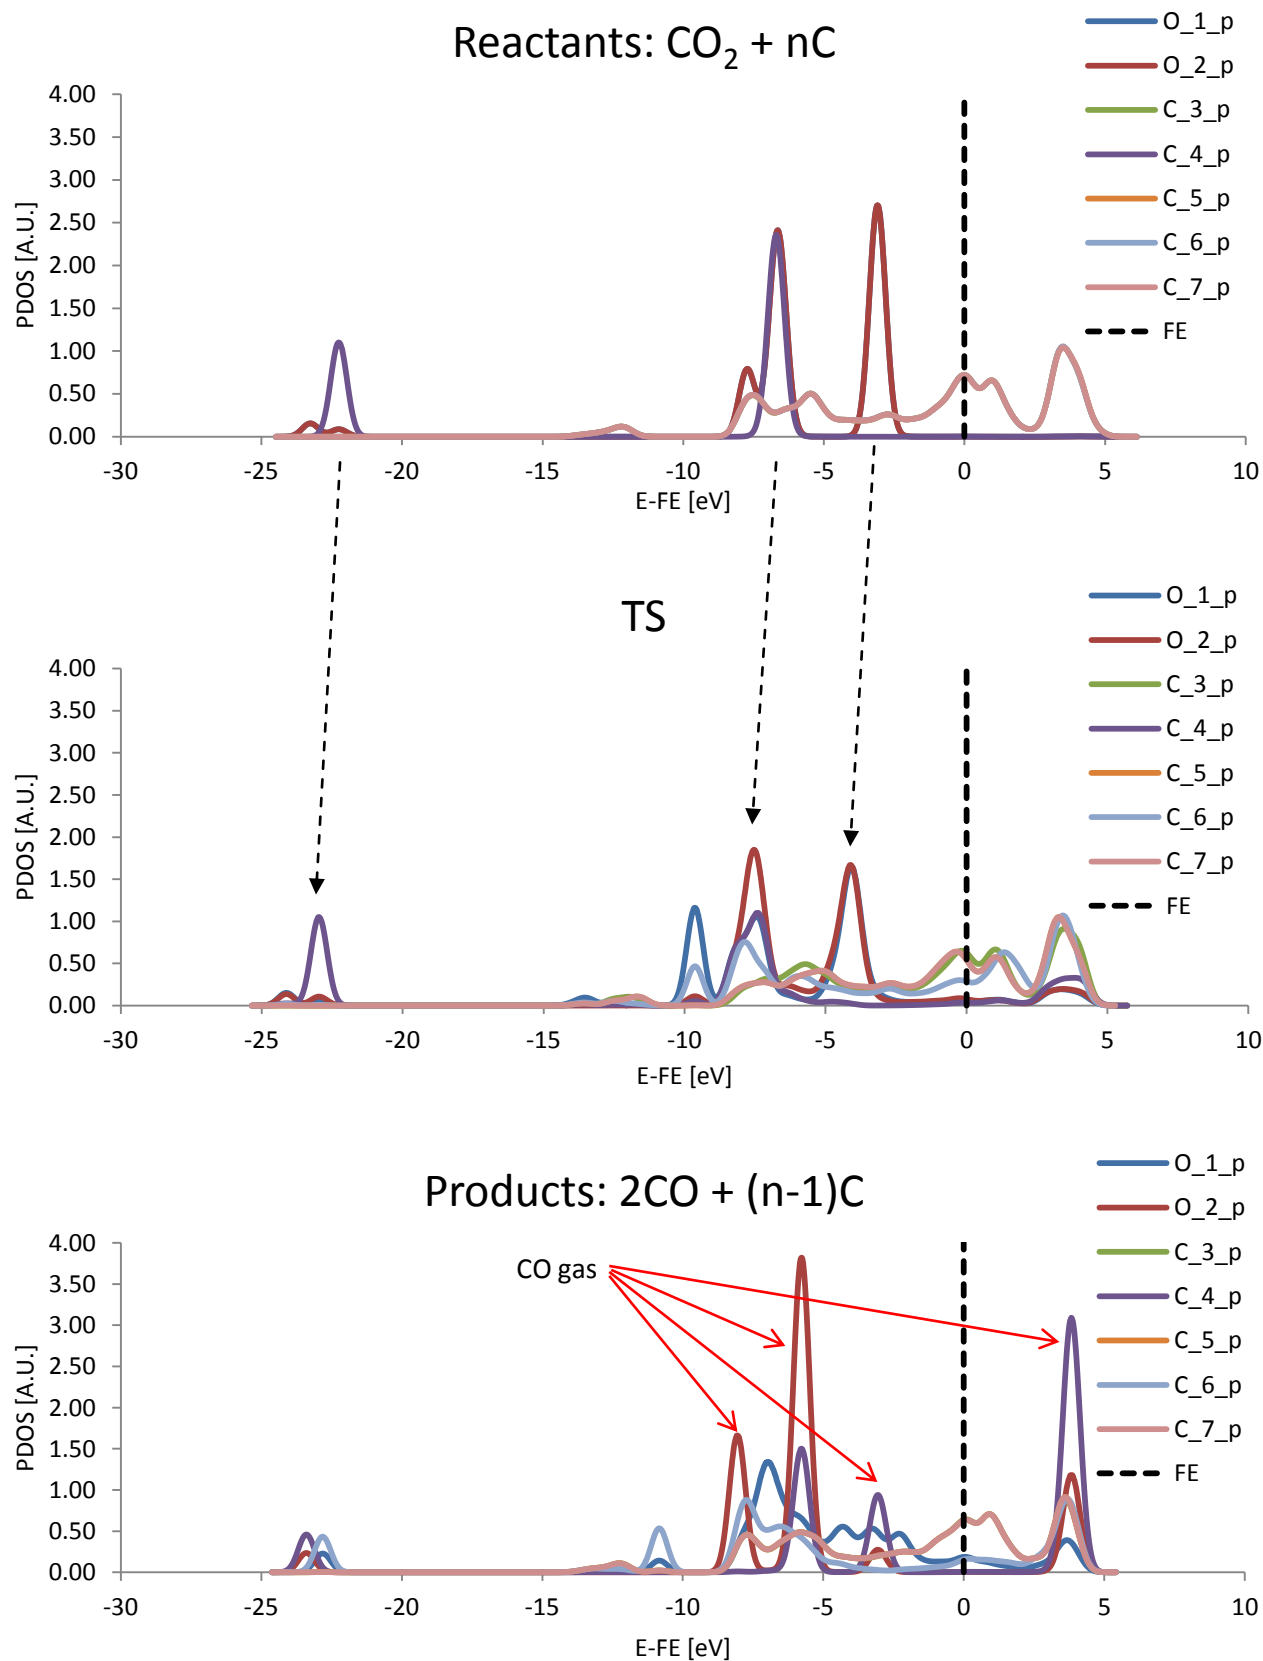 Reactants: CO₂ + nC
O_1_p
O_2_p
C_3_p
C_4_p
C_5_p
C_6_p
C_7_p
FE
PDOS [A.U.]
4.00
3.50
3.00
2.50
2.00
1.50
1.00
0.50
0.00
-30 -25 -20 -15 -10 -5 0 5 10
E-FE [eV]
TS
O_1_p
O_2_p
C_3_p
C_4_p
C_5_p
C_6_p
C_7_p
FE
PDOS [A.U.]
4.00
3.50
3.00
2.50
2.00
1.50
1.00
0.50
0.00
-30 -25 -20 -15 -10 -5 0 5 10
E-FE [eV]
Products: 2CO + (n-1)C
O_1_p
O_2_p
C_3_p
C_4_p
C_5_p
C_6_p
C_7_p
FE
CO gas
PDOS [A.U.]
4.00
3.50
3.00
2.50
2.00
1.50
1.00
0.50
0.00
-30 -25 -20 -15 -10 -5 0 5 10
E-FE [eV]